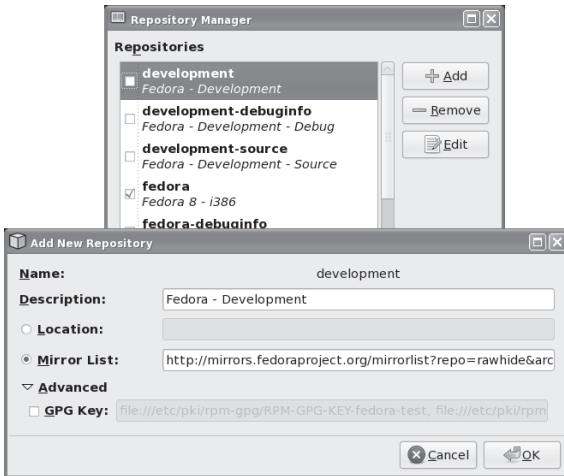 Repository Manager
Repositories
development
Fedora - Development
development-debuginfo
Fedora - Development - Debug
development-source
Fedora - Development - Source
fedora
Fedora 8 - i386
fedora-debuginfo
Add
Remove
Edit
Add New Repository
Name: development
Description: Fedora - Development
Location:
Mirror List: http://mirrors.fedoraproject.org/mirrorlist?repo=rawhide&arc
Advanced
GPG Key: file:///etc/pki/rpm-gpg/RPM-GPG-KEY-fedora-test, file:///etc/pki/rpm
Cancel OK